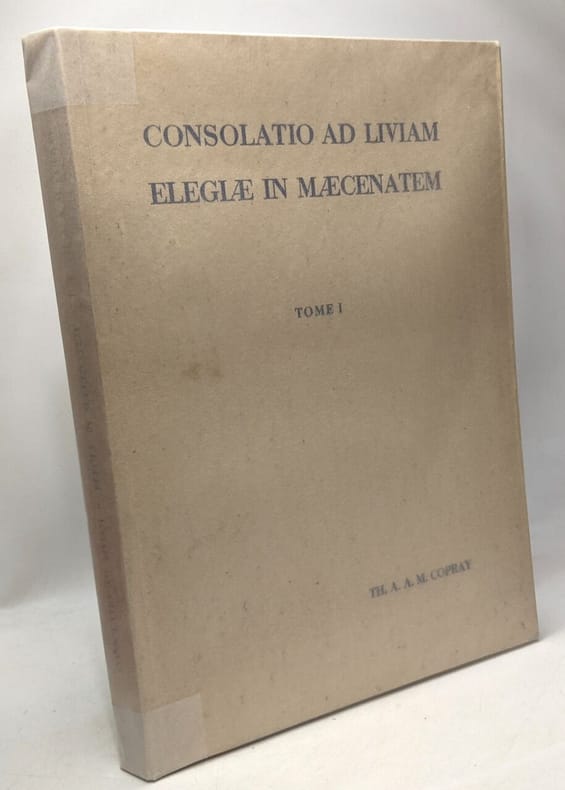 CONSOLATIO AD LIVIAM
ELEGIÆ IN MÆCENATEM
TOME I
TH. A. A. M. COPRAY